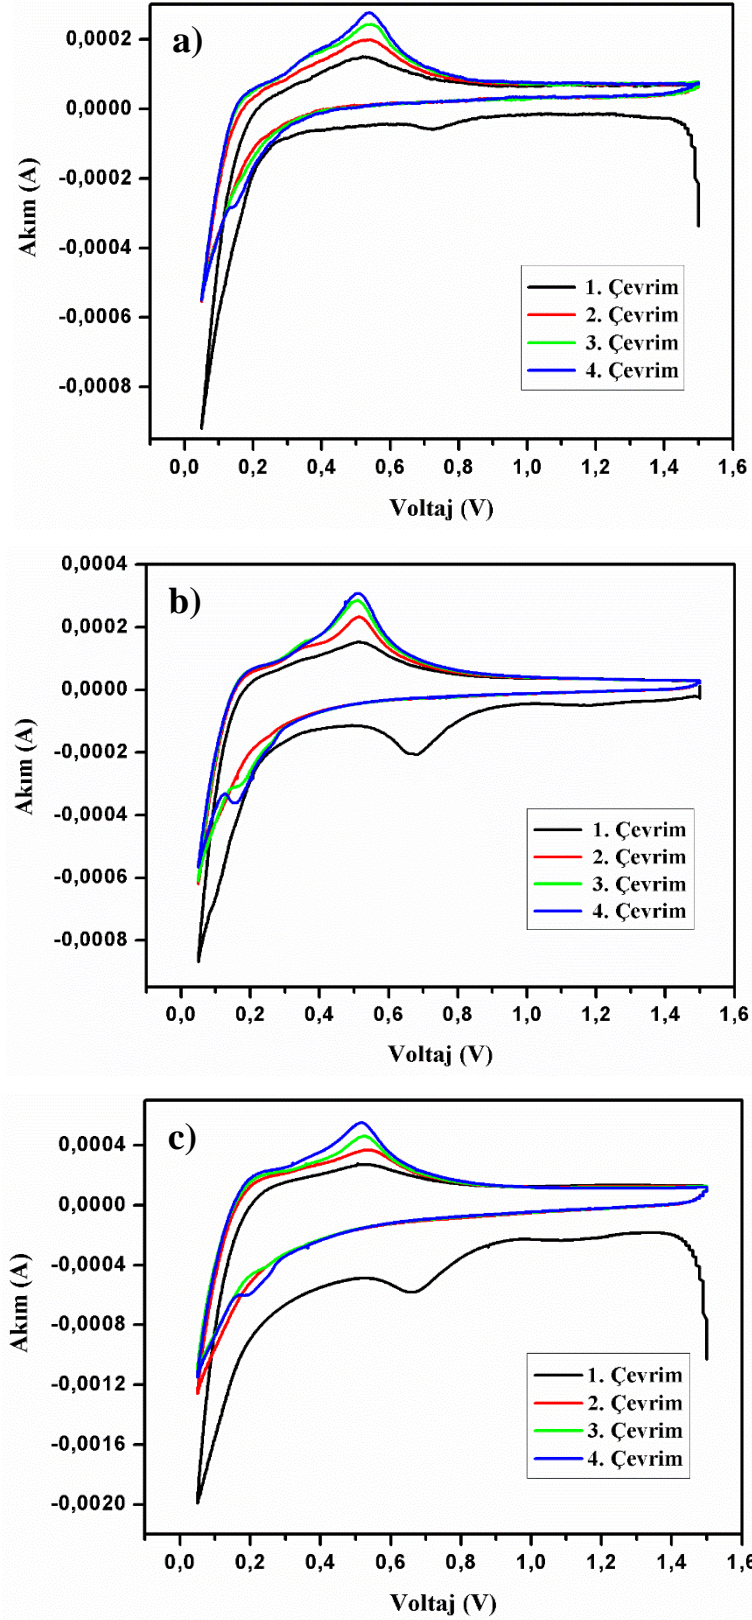 a)
0,0002
0,0000
-0,0002
-0,0004
-0,0006
-0,0008
Akım (A)
1. Çevrim
2. Çevrim
3. Çevrim
4. Çevrim
0,0 0,2 0,4 0,6 0,8 1,0 1,2 1,4 1,6
Voltaj (V)
b)
0,0004
0,0002
0,0000
-0,0002
-0,0004
-0,0006
-0,0008
Akım (A)
1. Çevrim
2. Çevrim
3. Çevrim
4. Çevrim
0,0 0,2 0,4 0,6 0,8 1,0 1,2 1,4 1,6
Voltaj (V)
c)
0,0004
0,0000
-0,0004
-0,0008
-0,0012
-0,0016
-0,0020
Akım (A)
1. Çevrim
2. Çevrim
3. Çevrim
4. Çevrim
0,0 0,2 0,4 0,6 0,8 1,0 1,2 1,4 1,6
Voltaj (V)